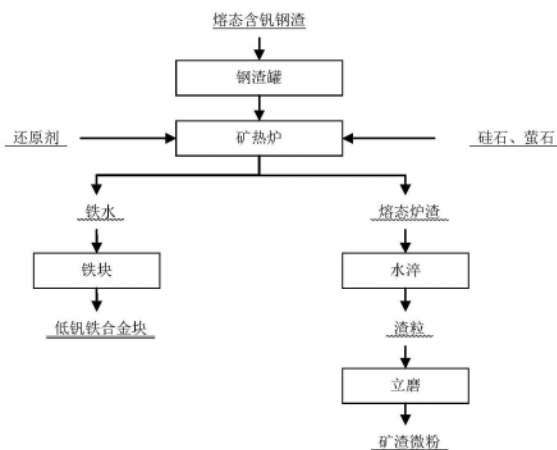 熔态含钒钢渣
钢渣罐
还原剂
矿热炉
硅石、萤石
铁水
熔态炉渣
铁块
水淬
低钒铁合金块
渣粒
立磨
矿渣微粉